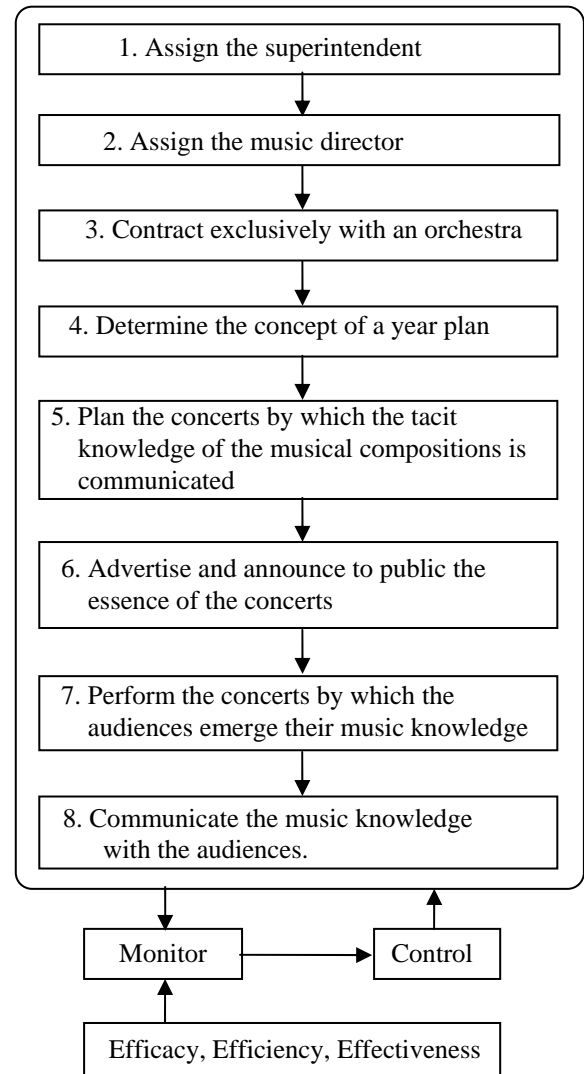 1. Assign the superintendent
2. Assign the music director
3. Contract exclusively with an orchestra
4. Determine the concept of a year plan
5. Plan the concerts by which the tacit
knowledge of the musical compositions is
communicated
6. Advertise and announce to public the
essence of the concerts
7. Perform the concerts by which the
audiences emerge their music knowledge
8. Communicate the music knowledge
with the audiences.
Monitor
Control
Efficacy, Efficiency, Effectiveness